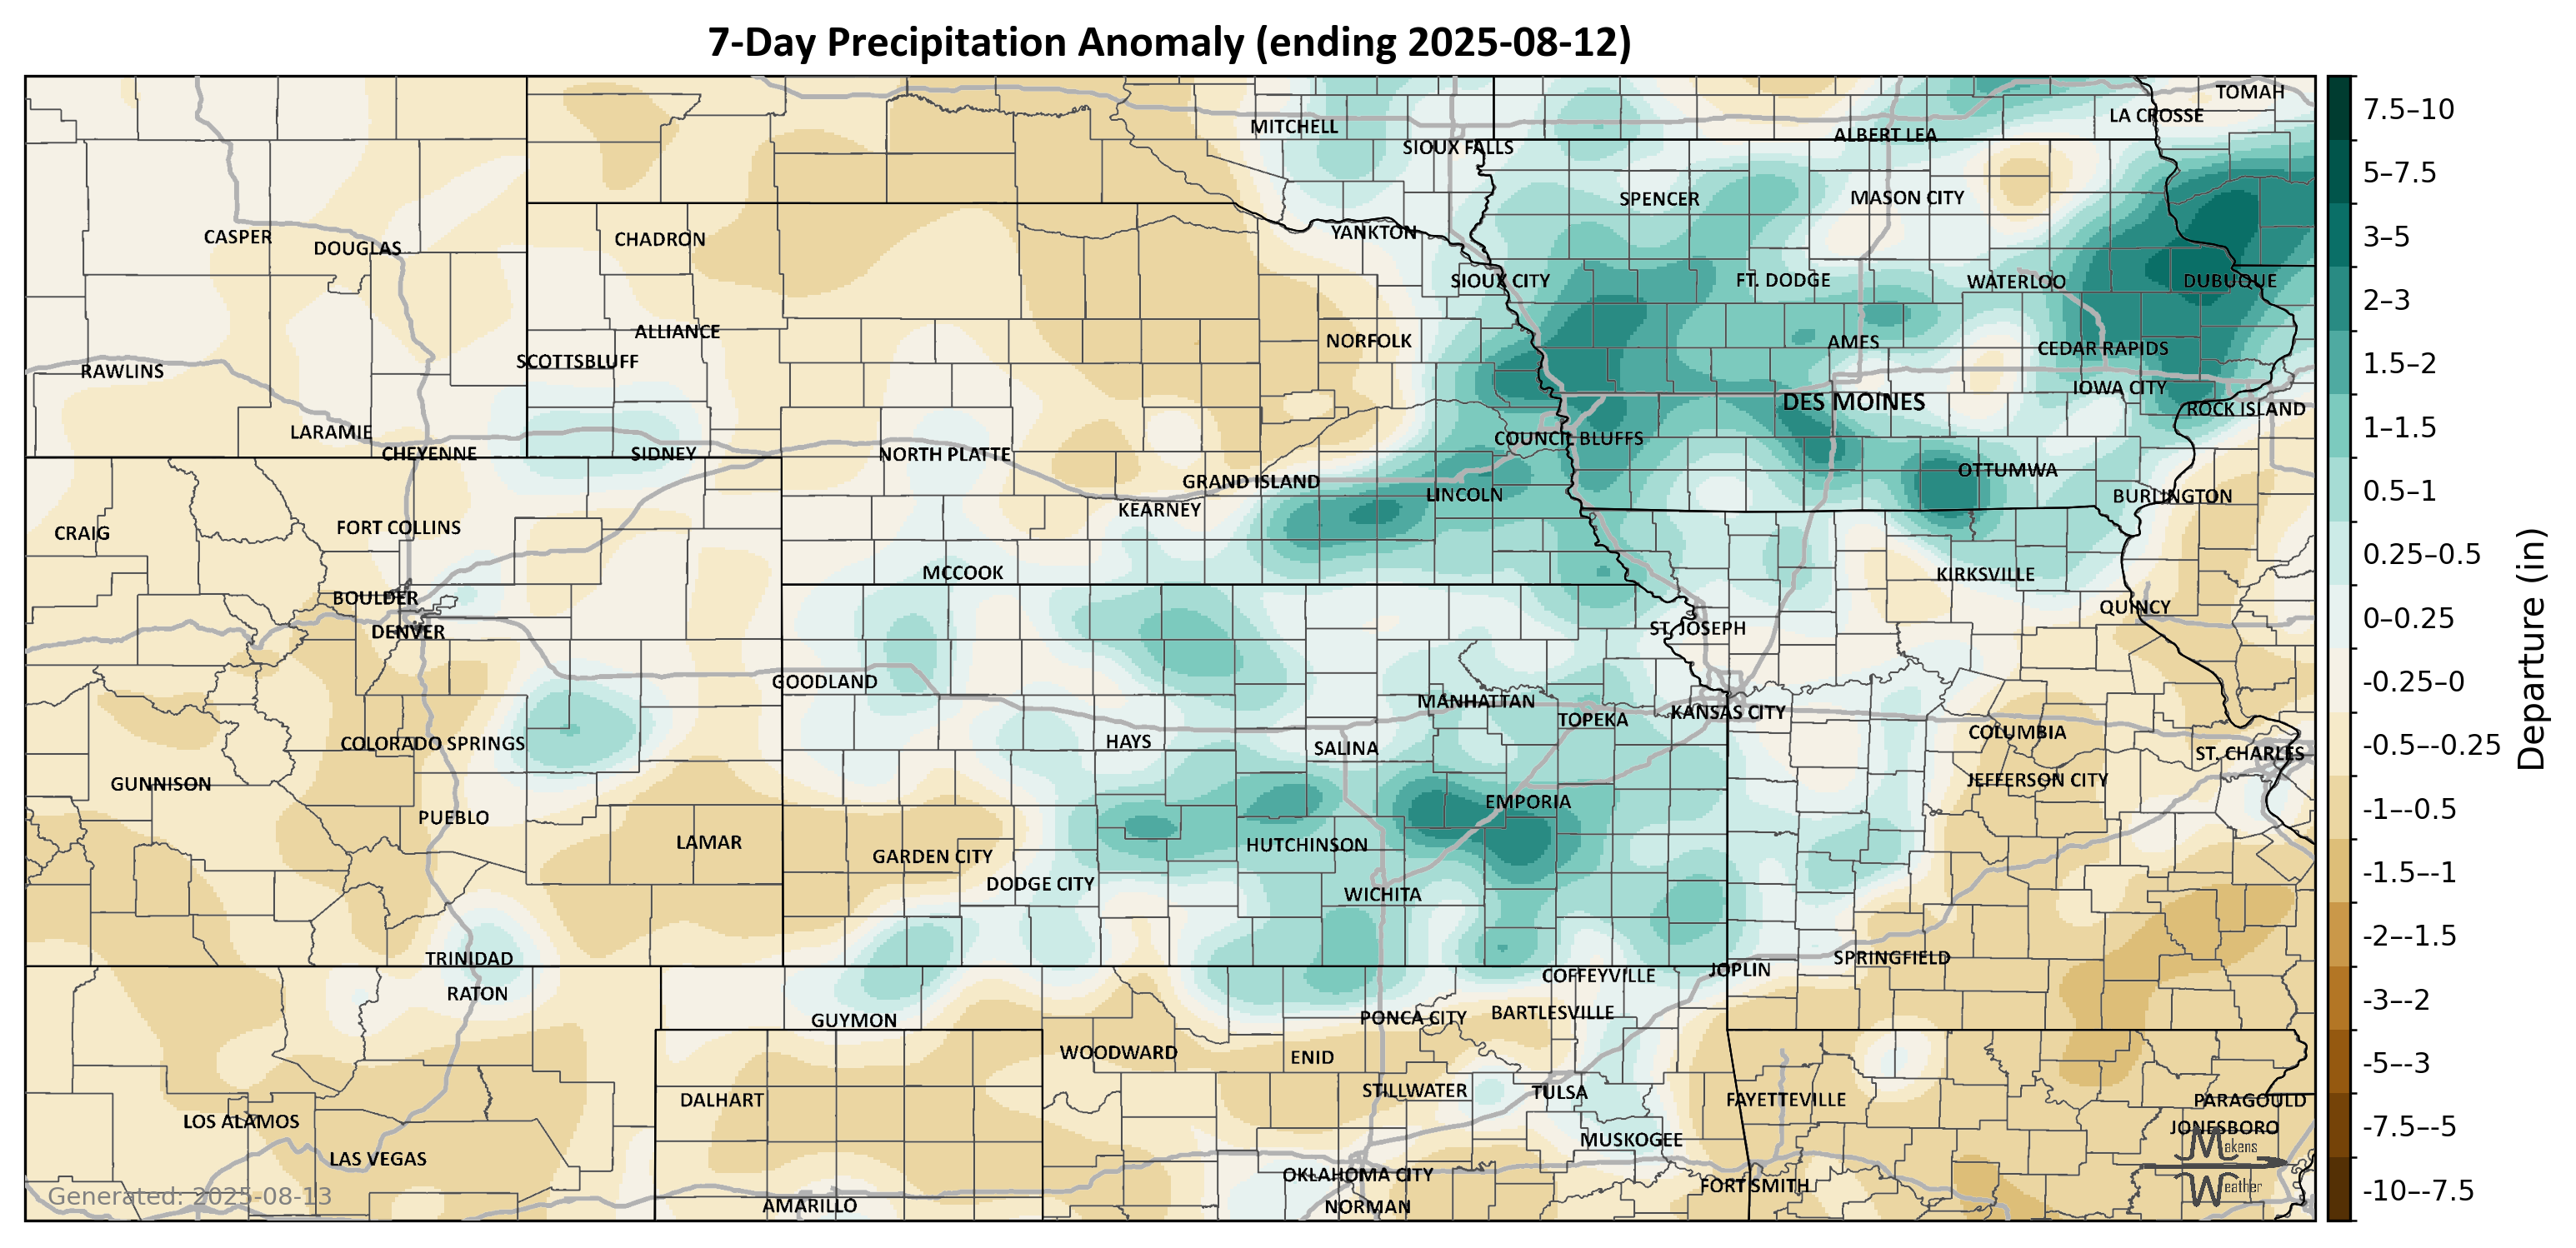 7-Day Precipitation Anomaly (ending 2025-08-12)
TOMAH
LA CROSSE
MITCHELL
ALBERT LEA
SIOUX FALLS
SPENCER
MASON CITY
YANKTON
CASPER
DOUGLAS
CHADRON
SIOUX CITY
FT. DODGE
WATERLOO
DUBUQUE
ALLIANCE
NORFOLK
AMES
CEDAR RAPIDS
SCOTTSBLUFF
RAWLINS
IOWA CITY
DES MOINES
ROCK ISLAND
LARAMIE
COUNCIL BLUFFS
CHEYENNE
SIDNEY
NORTH PLATTE
OTTUMWA
GRAND ISLAND
LINCOLN
BURLINGTON
KEARNEY
CRAIG
FORT COLLINS
MCCOOK
KIRKSVILLE
BOULDER
QUINCY
DENVER
ST. JOSEPH
GOODLAND
MANHATTAN
TOPEKA
KANSAS CITY
COLUMBIA
COLORADO SPRINGS
HAYS
SALINA
ST. CHARLES
GUNNISON
JEFFERSON CITY
EMPORIA
PUEBLO
LAMAR
HUTCHINSON
GARDEN CITY
DODGE CITY
WICHITA
TRINIDAD
SPRINGFIELD
COFFEYVILLE
JOPLIN
RATON
GUYMON
PONCA CITY
BARTLESVILLE
WOODWARD
ENID
STILLWATER
TULSA
DALHART
FAYETTEVILLE
PARAGOULD
LOS ALAMOS
JONESBORO
MUSKOGEE
LAS VEGAS
OKLAHOMA CITY
FORT SMITH
AMARILLO
NORMAN
Generated: 2025-08-13
Makens
Weather
7.5–10
5–7.5
3–5
2–3
1.5–2
1–1.5
0.5–1
0.25–0.5
0–0.25
-0.25–0
-0.5–-0.25
-1–-0.5
-1.5–-1
-2–-1.5
-3–-2
-5–-3
-7.5–-5
-10–-7.5
Departure (in)